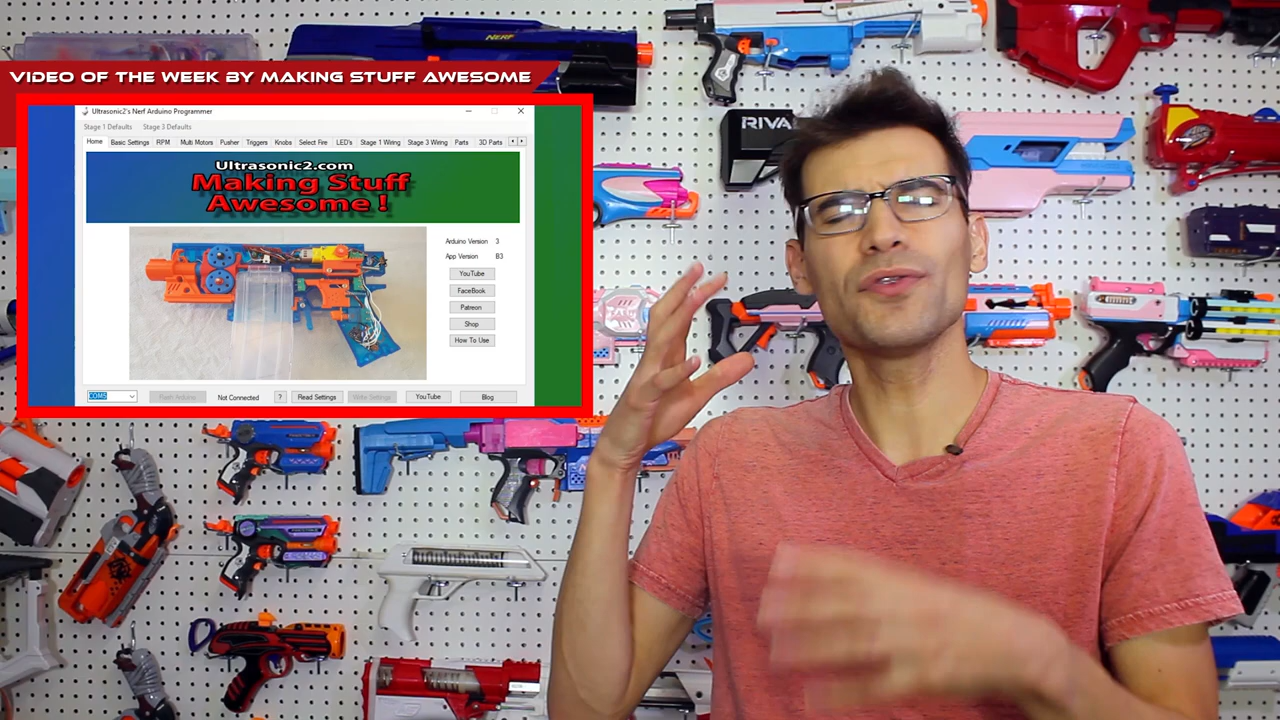 NERF
VIDEO OF THE WEEK BY MAKING STUFF AWESOME
Ultrasonic2's Nerf Arduino Programmer
Stage 1 Defaults Stage 3 Defaults
Home Basic Settings RPM Multi Motors Pusher Triggers Knobs Select Fire LED's Stage 1 Wiring Stage 3 Wiring Parts 3D Parts
Ultrasonic2.com
Making Stuff
Awesome !
Arduino Version 3
App Version B3
YouTube
FaceBook
Patreon
Shop
How To Use
COM5 Flash Arduino Not Connected ? Read Settings Write Settings YouTube Blog
RIVA